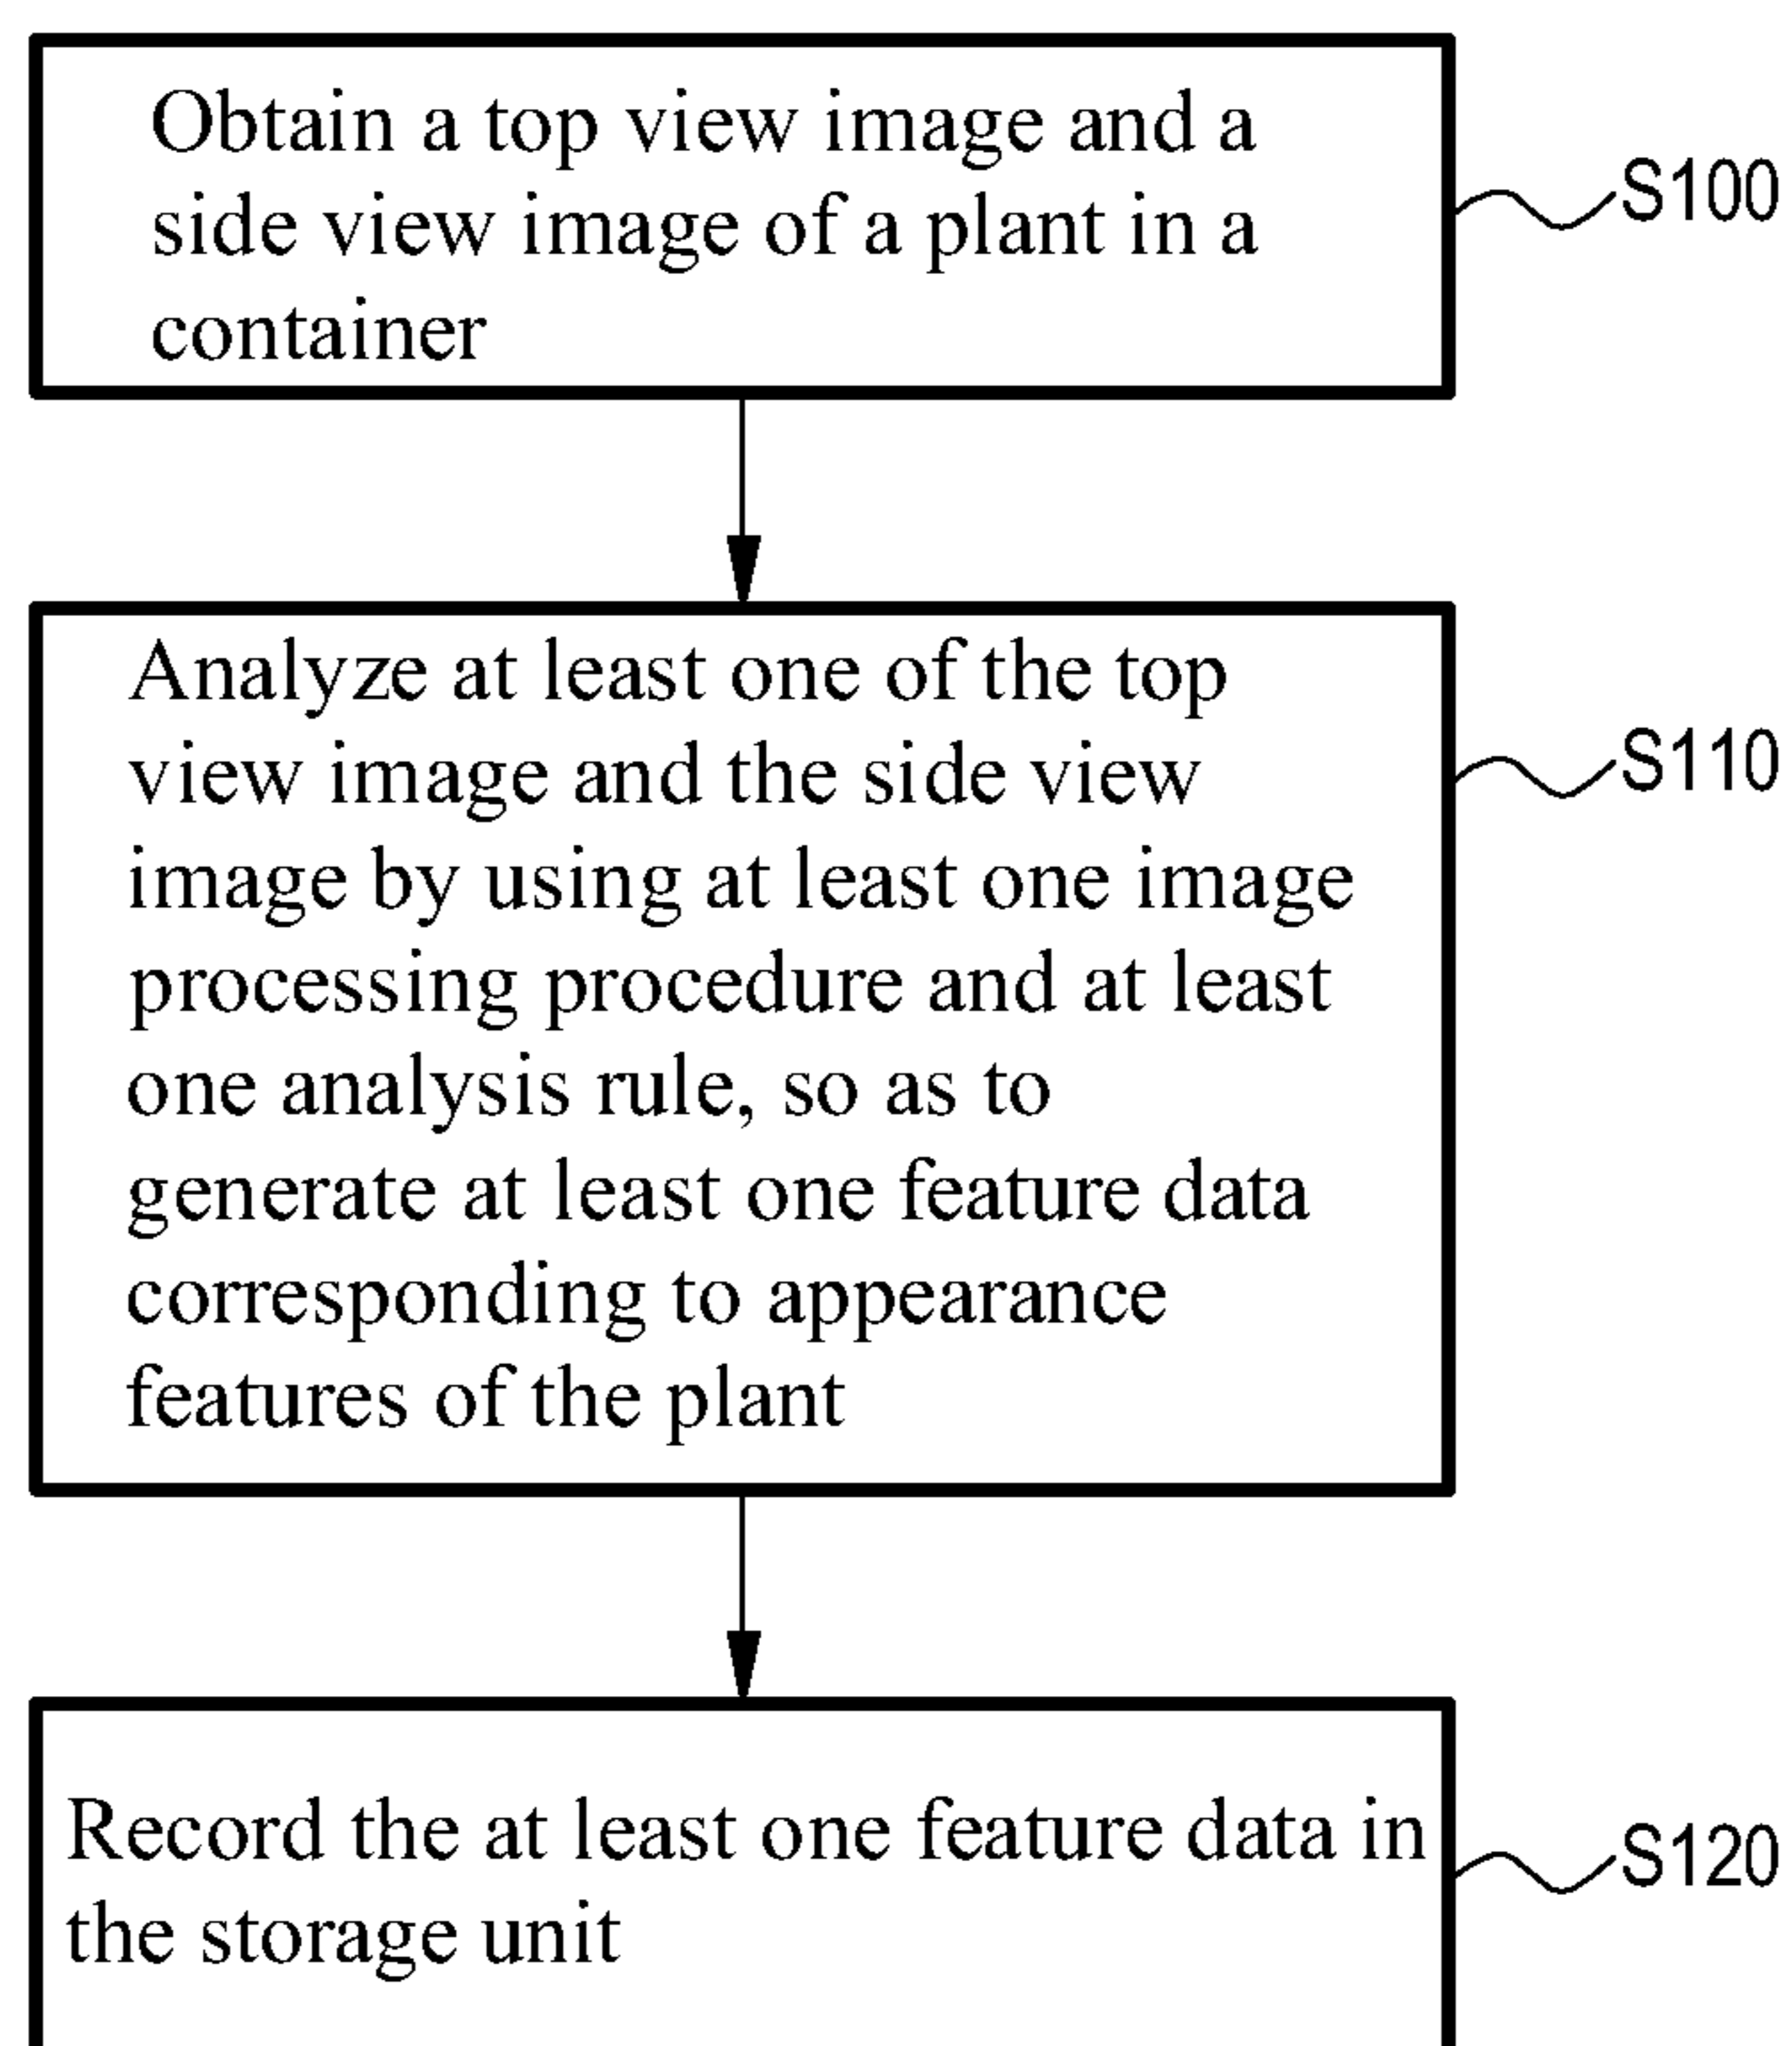 Obtain a top view image and a
side view image of a plant in a
container
S100
Analyze at least one of the top
view image and the side view
image by using at least one image
processing procedure and at least
one analysis rule, so as to
generate at least one feature data
corresponding to appearance
features of the plant
S110
Record the at least one feature data in
the storage unit
S120